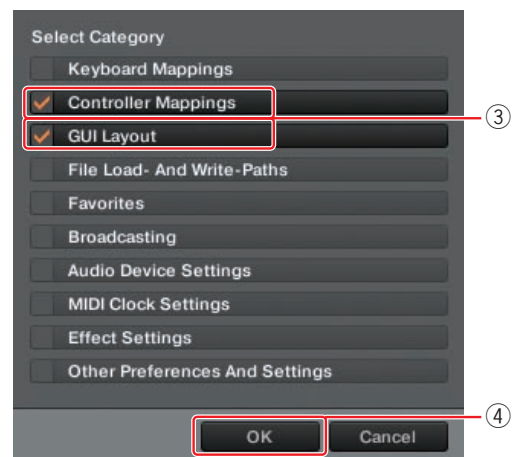 Select Category
Keyboard Mappings
Controller Mappings
③
GUI Layout
File Load- And Write-Paths
Favorites
Broadcasting
Audio Device Settings
MIDI Clock Settings
Effect Settings
Other Preferences And Settings
④
OK Cancel